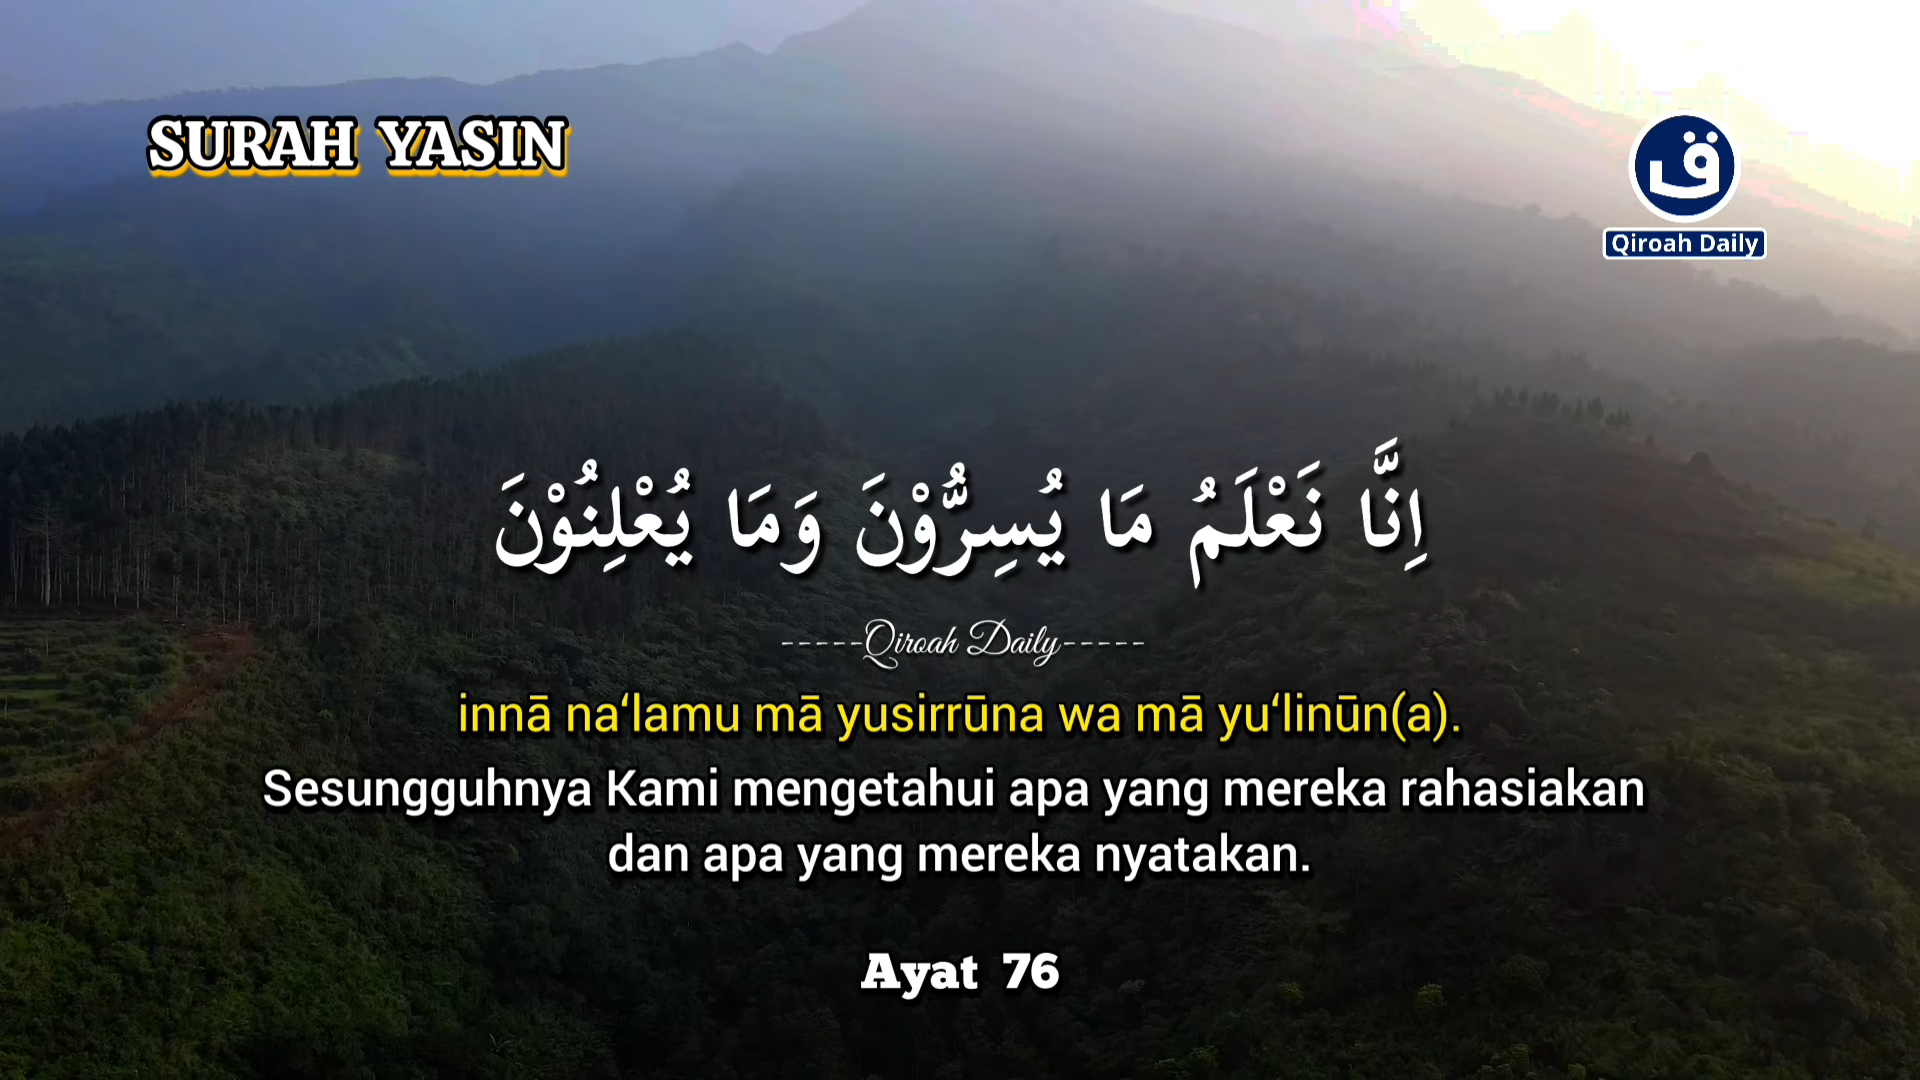 SURAH YASIN
ق
Qiroah Daily
اِنَّا نَعْلَمُ مَا يُسِرُّوْنَ وَمَا يُعْلِنُوْنَ
-----Qiroah Daily-----
innā na‘lamu mā yusirrūna wa mā yu‘linūn(a).
Sesungguhnya Kami mengetahui apa yang mereka rahasiakan
dan apa yang mereka nyatakan.
Ayat 76